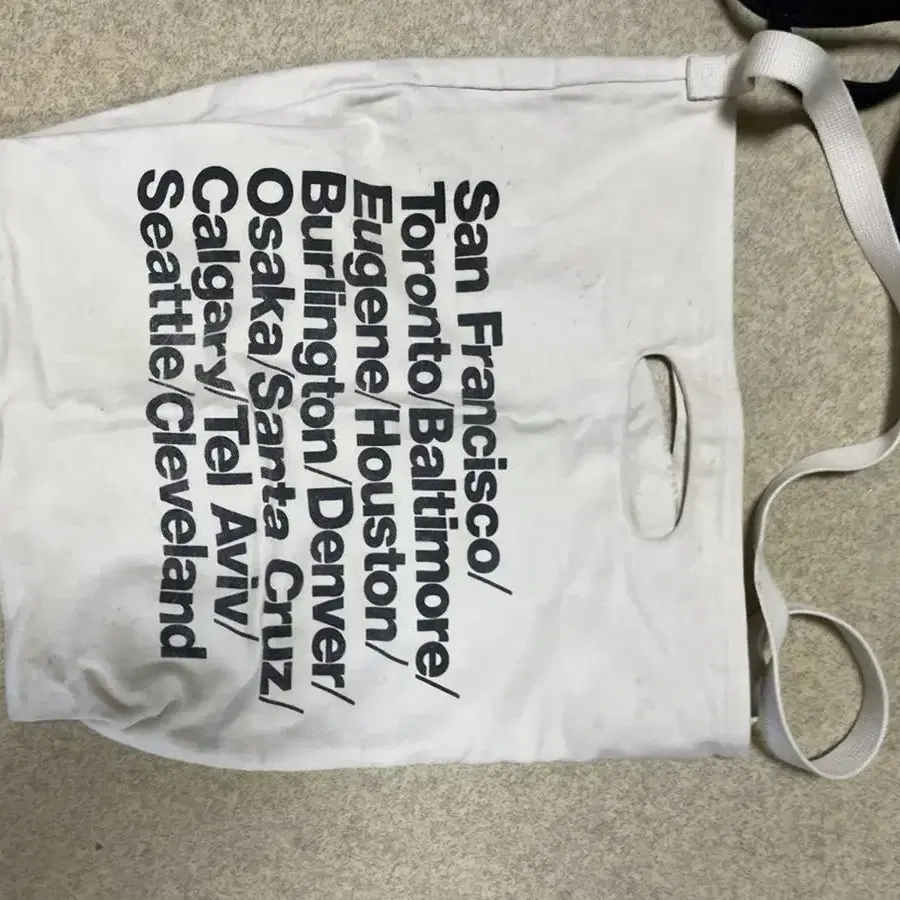 San Francisco/
Toronto/Baltimore/
Eugene/Houston/
Burlington/Denver/
Osaka/Santa Cruz/
Calgary/Tel Aviv/
Seattle/Cleveland